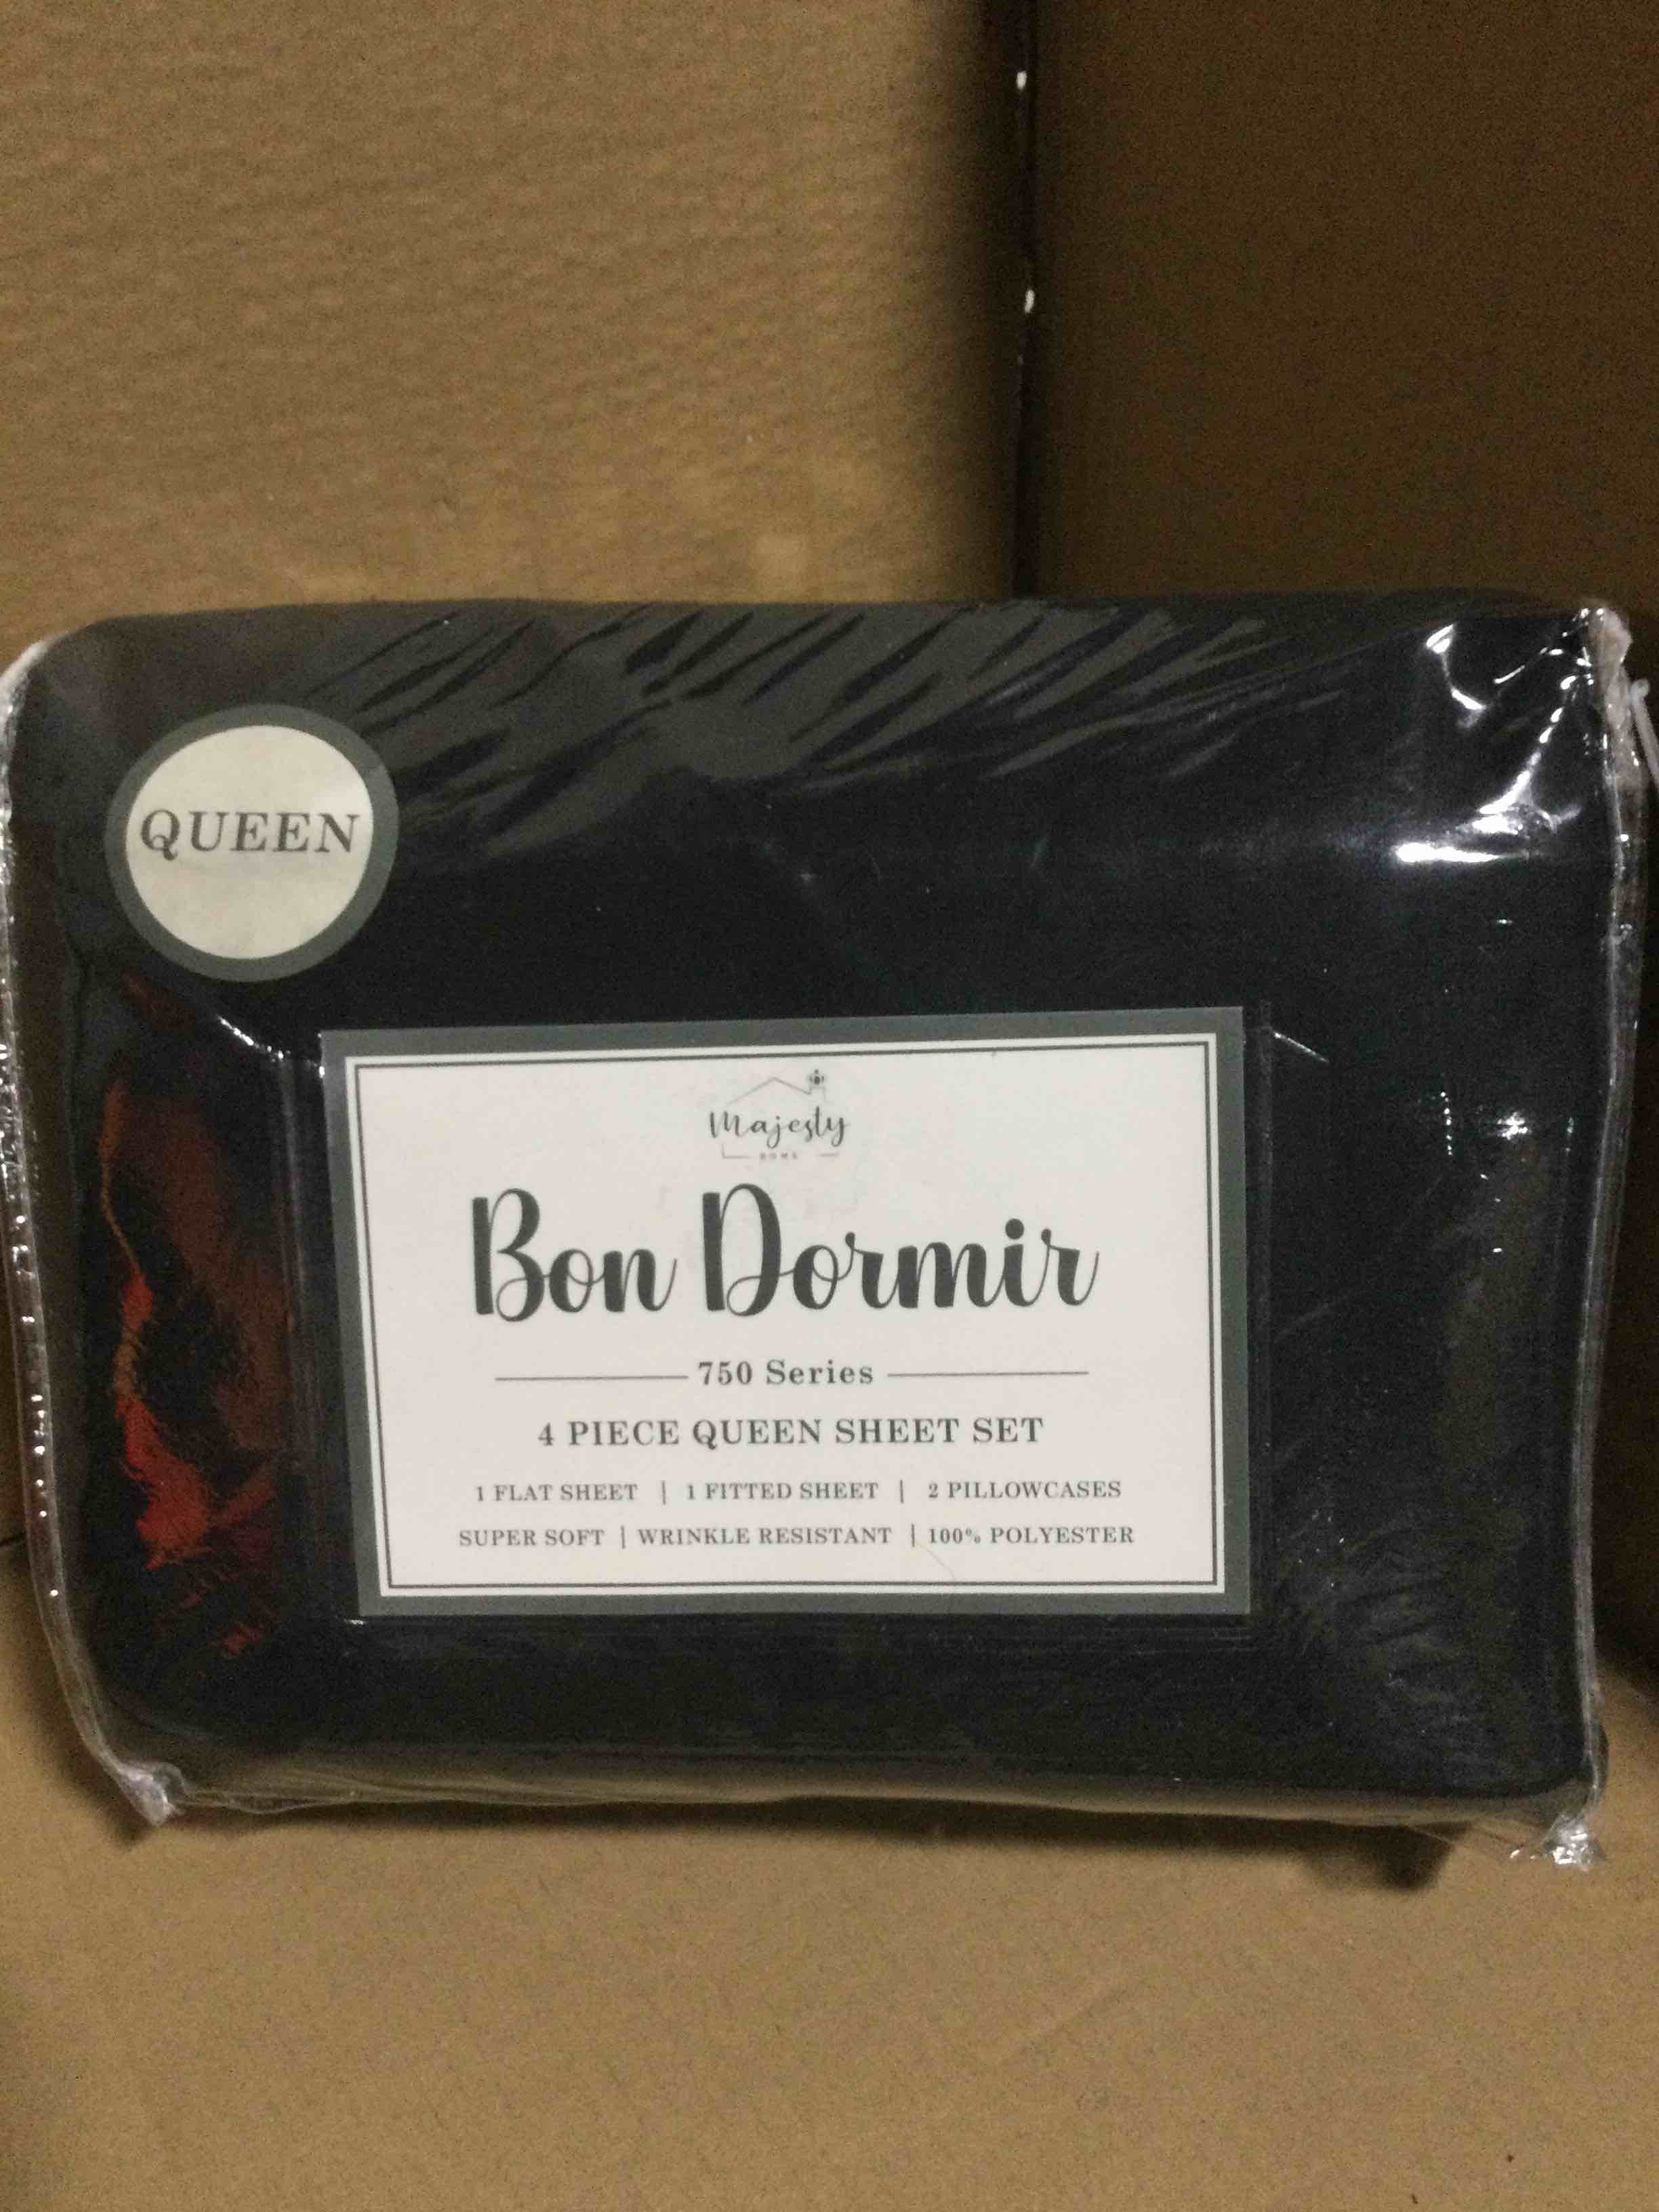 QUEEN
Majesty
HOME
Bon Dormir
750 Series
4 PIECE QUEEN SHEET SET
1 FLAT SHEET | 1 FITTED SHEET | 2 PILLOWCASES
SUPER SOFT | WRINKLE RESISTANT | 100% POLYESTER